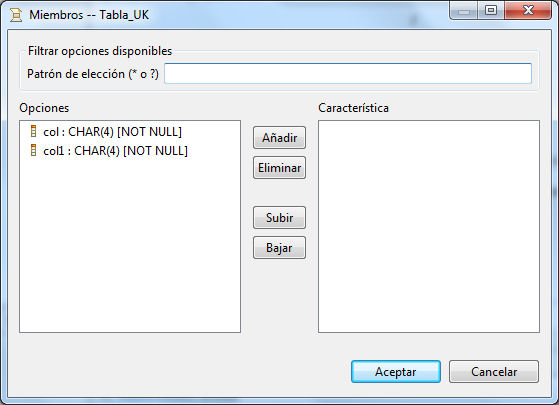 Miembros -- Tabla_UK
Filtrar opciones disponibles
Patrón de elección (* o ?)
Opciones
Característica
col : CHAR(4) [NOT NULL]
col1 : CHAR(4) [NOT NULL]
Añadir
Eliminar
Subir
Bajar
Aceptar
Cancelar